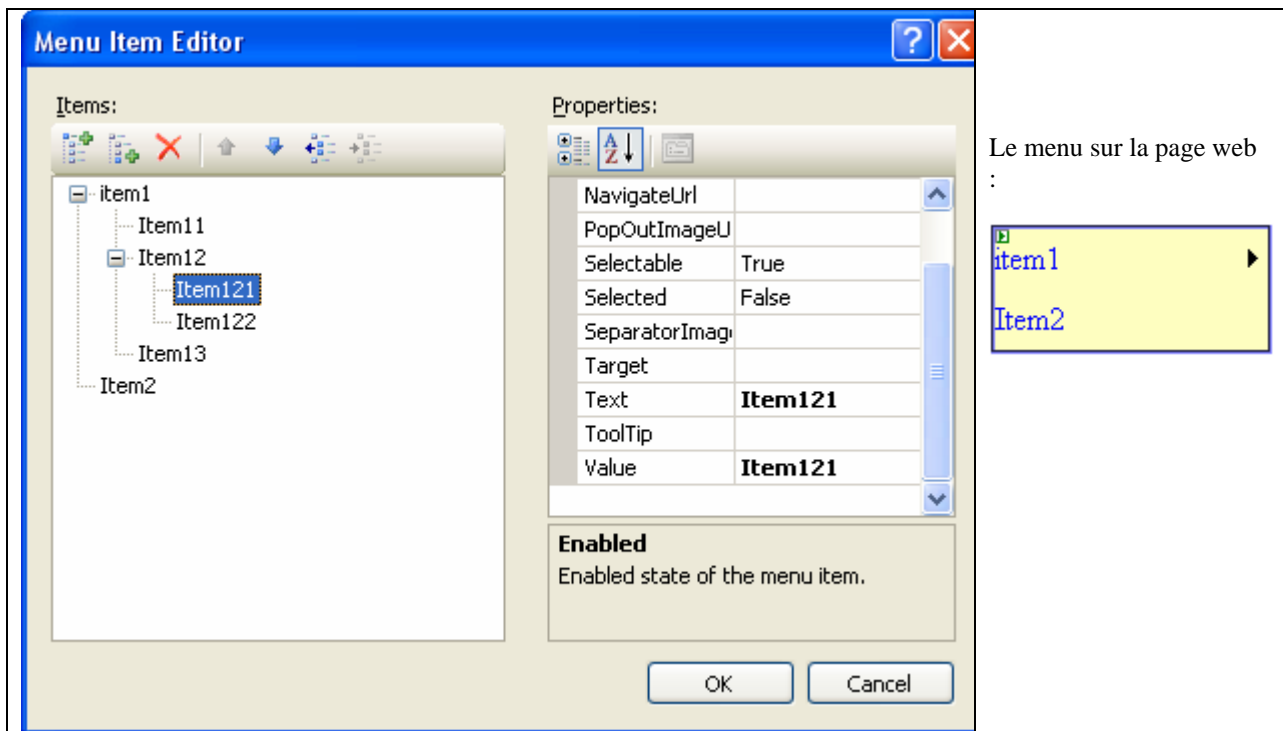 Menu Item Editor
Items:
item1
Item11
Item12
Item121
Item122
Item13
Item2
Properties:
NavigateUrl
PopOutImageU
Selectable True
Selected False
SeparatorImag
Target
Text Item121
ToolTip
Value Item121
Enabled
Enabled state of the menu item.
OK Cancel
Le menu sur la page web
:
item1
Item2